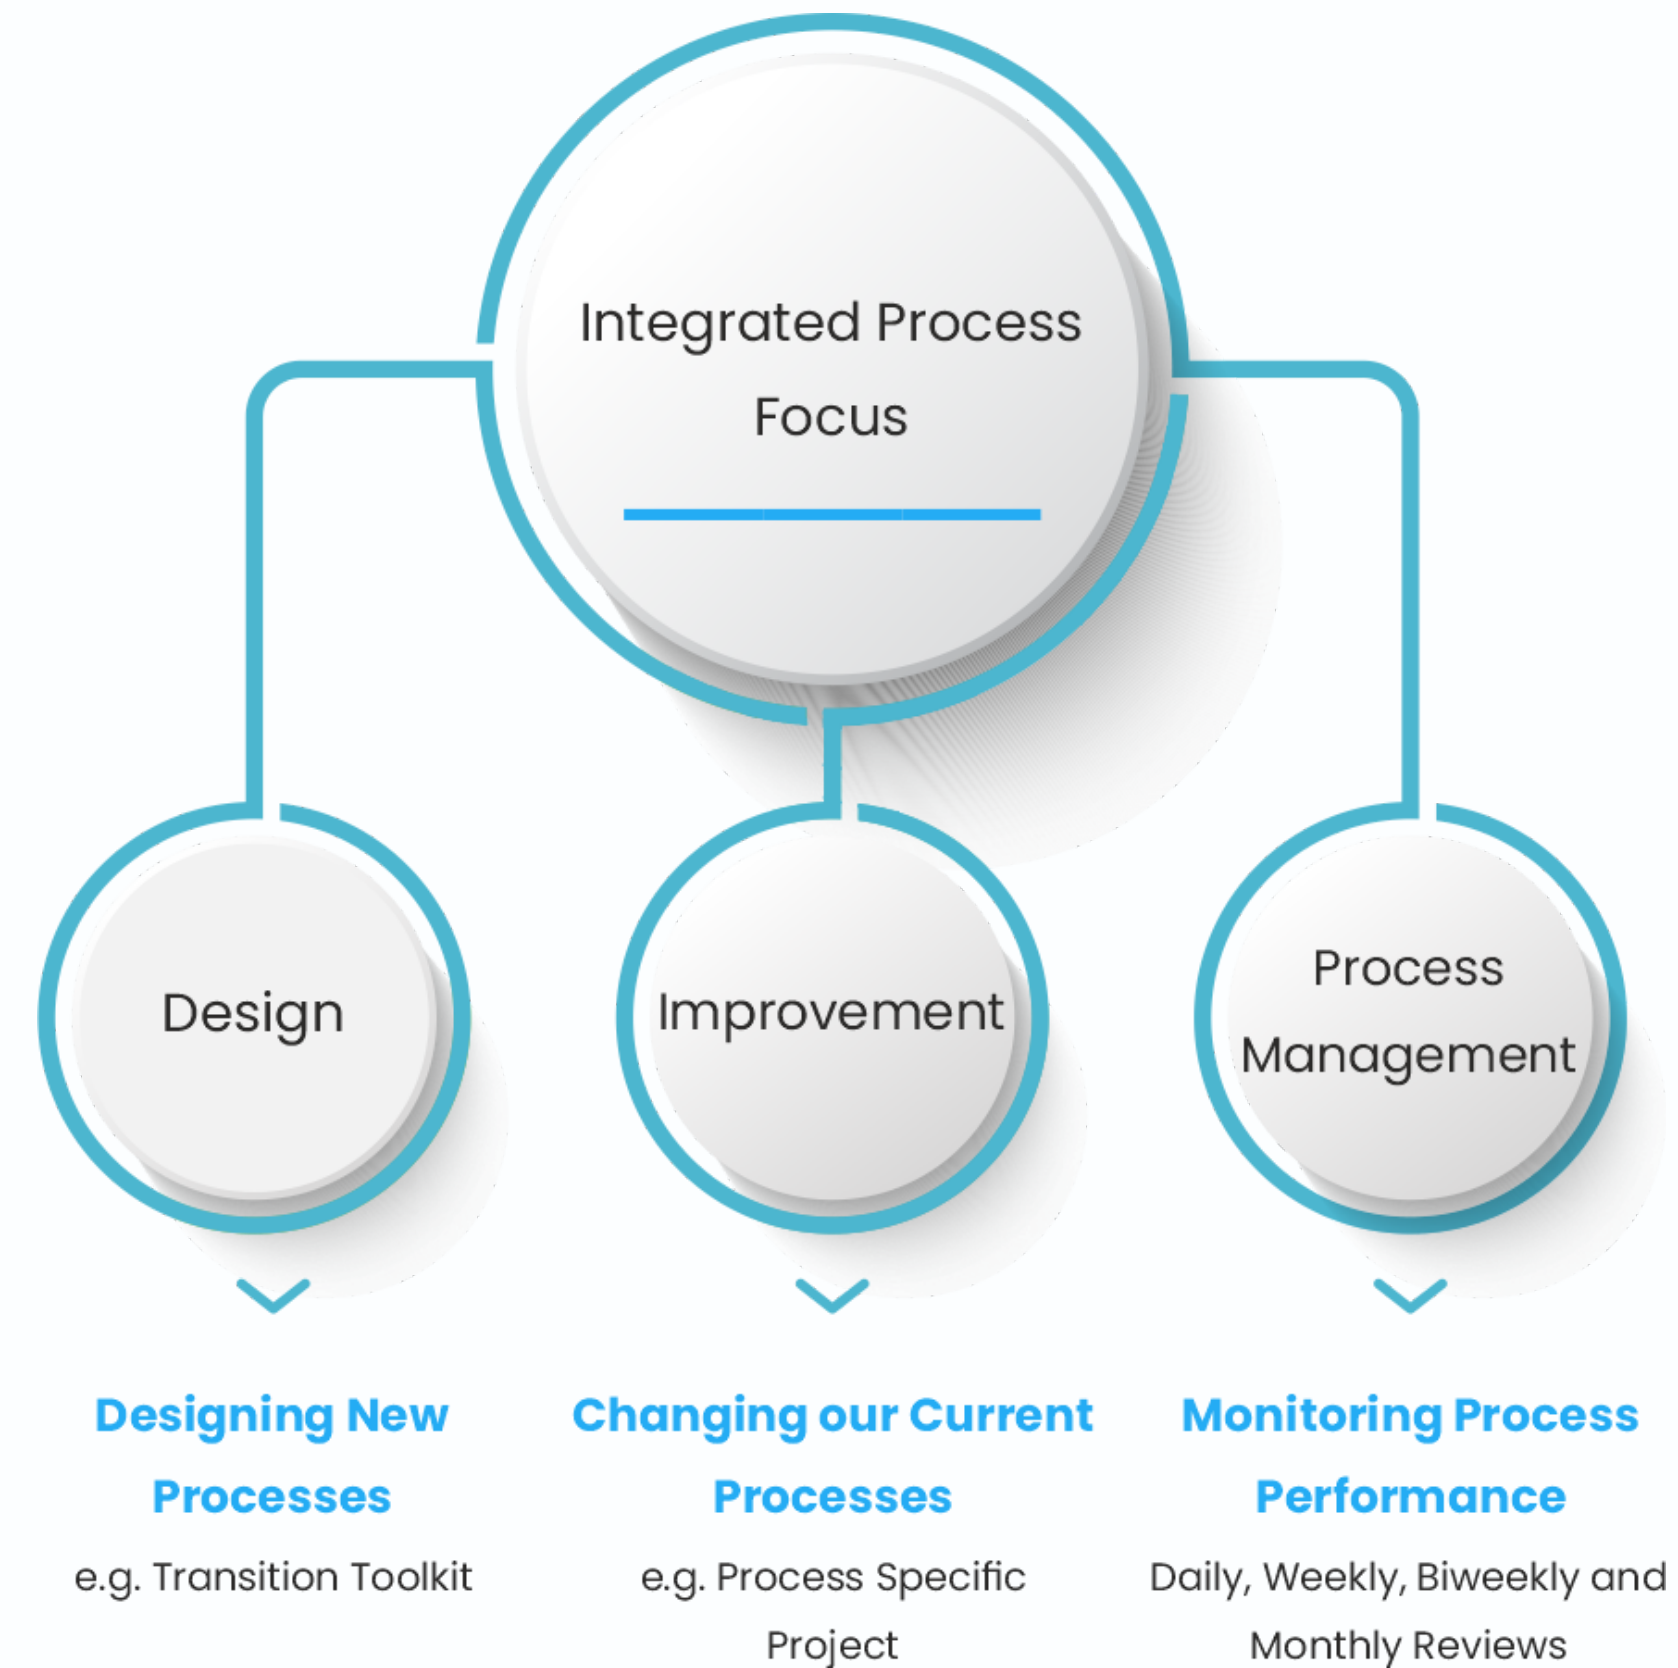 Integrated Process
Focus
Design
Improvement
Process
Management
Designing New
Processes
e.g. Transition Toolkit
Changing our Current
Processes
e.g. Process Specific
Project
Monitoring Process
Performance
Daily, Weekly, Biweekly and
Monthly Reviews